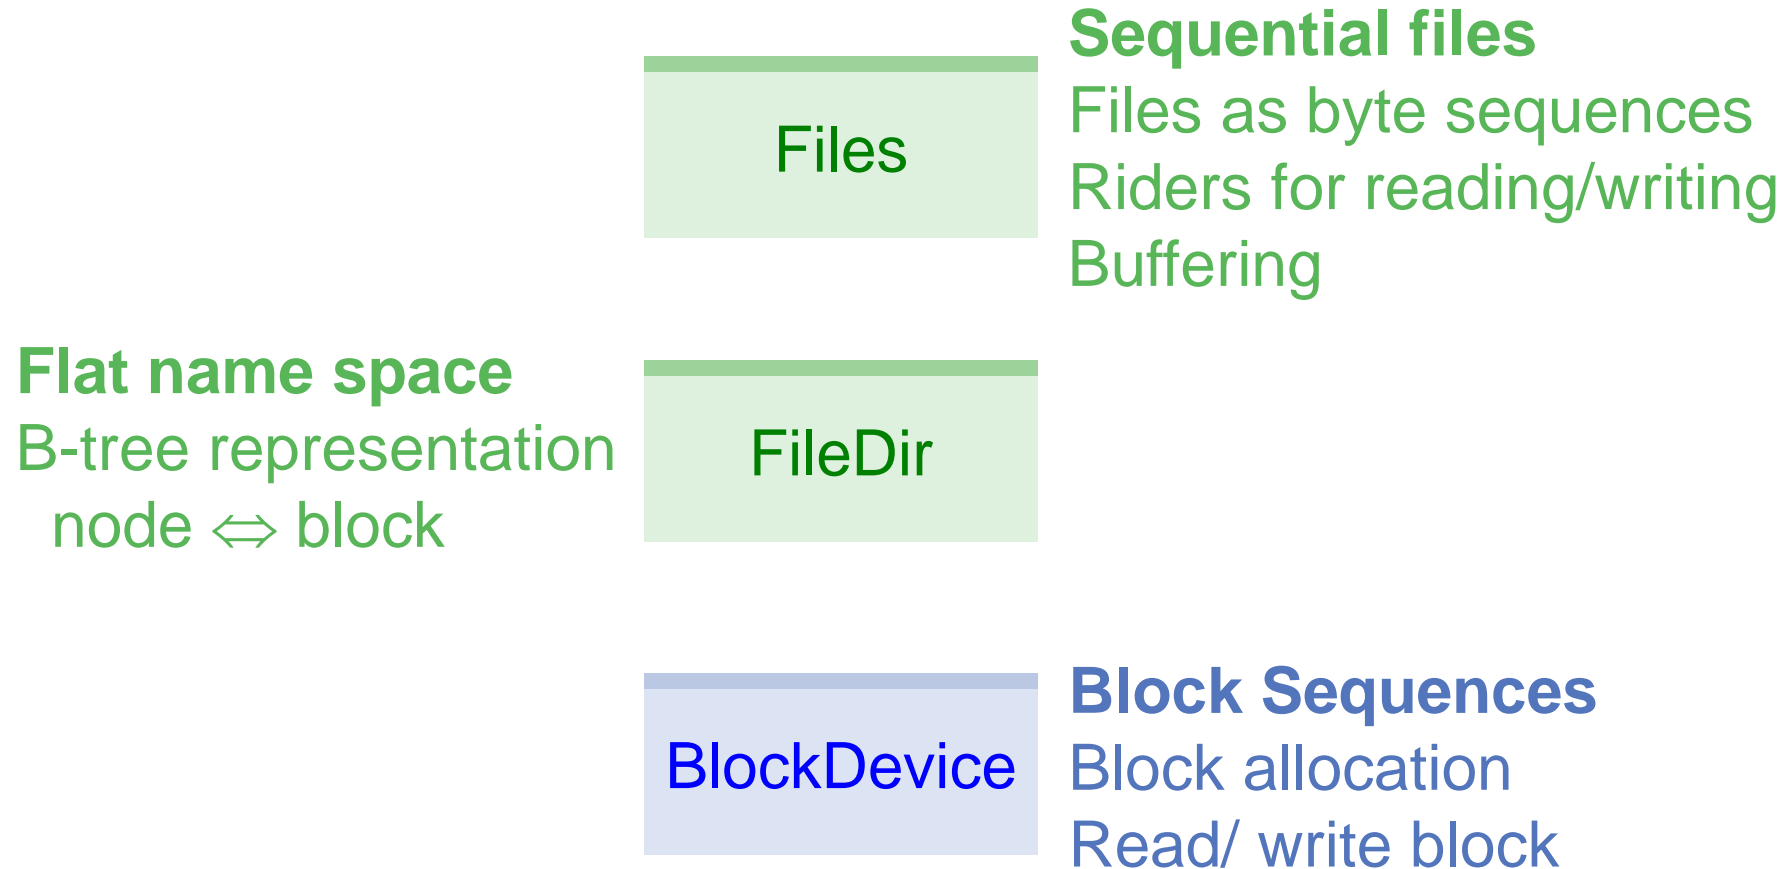 Files
Sequential files
Files as byte sequences
Riders for reading/writing
Buffering
Flat name space
B-tree representation
node ⇔ block
FileDir
BlockDevice
Block Sequences
Block allocation
Read/ write block